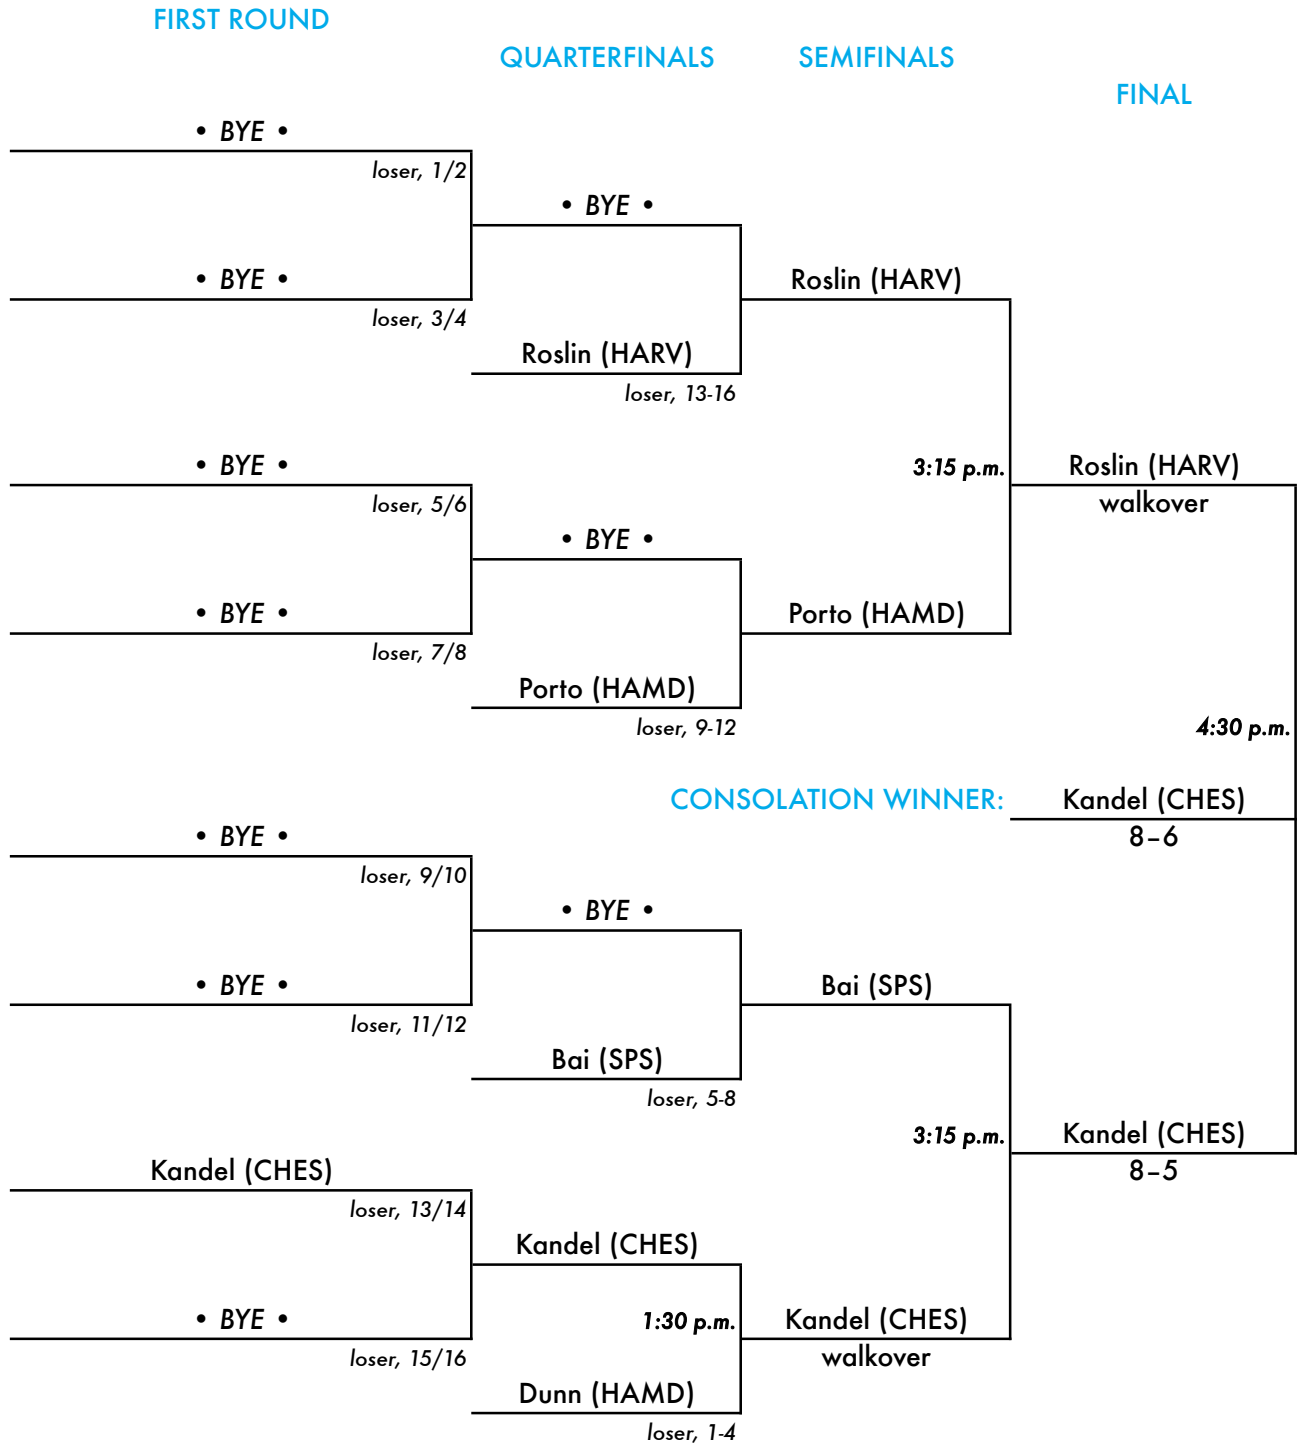 FIRST ROUND
QUARTERFINALS
SEMIFINALS
FINAL
• BYE •
loser, 1/2
• BYE •
• BYE •
loser, 3/4
Roslin (HARV)
Roslin (HARV)
loser, 13-16
• BYE •
loser, 5/6
3:15 p.m.
Roslin (HARV)
walkover
• BYE •
• BYE •
loser, 7/8
Porto (HAMD)
Porto (HAMD)
loser, 9-12
4:30 p.m.
CONSOLATION WINNER:
Kandel (CHES)
8–6
• BYE •
loser, 9/10
• BYE •
• BYE •
loser, 11/12
Bai (SPS)
Bai (SPS)
loser, 5-8
3:15 p.m.
Kandel (CHES)
8–5
Kandel (CHES)
loser, 13/14
Kandel (CHES)
• BYE •
loser, 15/16
1:30 p.m.
Kandel (CHES)
walkover
Dunn (HAMD)
loser, 1-4